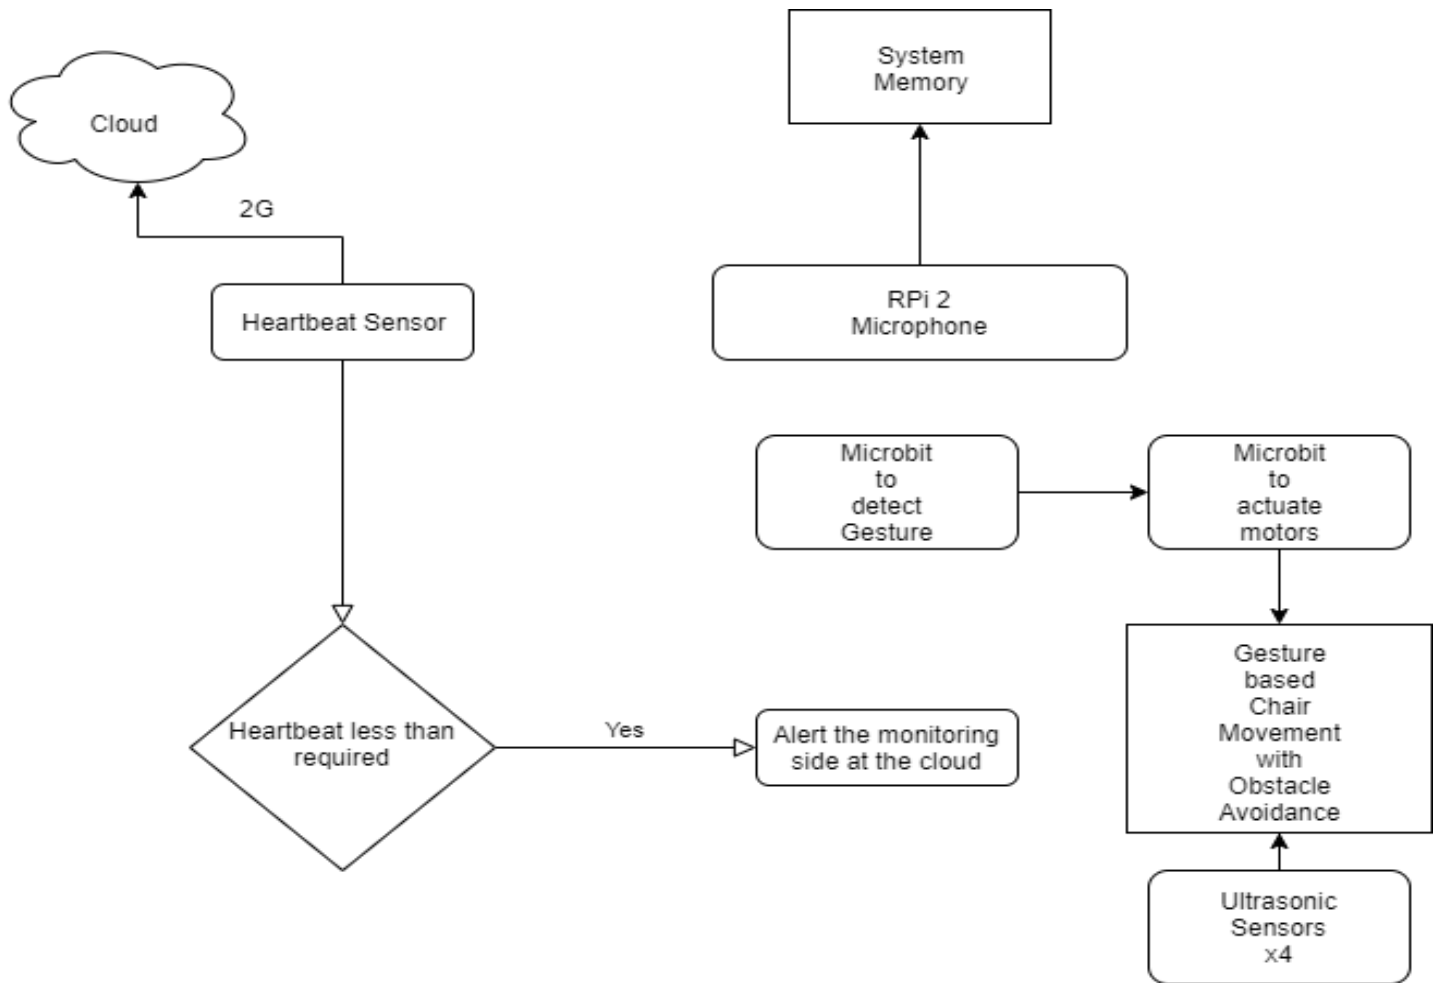 Cloud
2G
Heartbeat Sensor
Heartbeat less than
required
Yes
Alert the monitoring
side at the cloud
System
Memory
RPi 2
Microphone
Microbit
to
detect
Gesture
Microbit
to
actuate
motors
Gesture
based
Chair
Movement
with
Obstacle
Avoidance
Ultrasonic
Sensors
x4